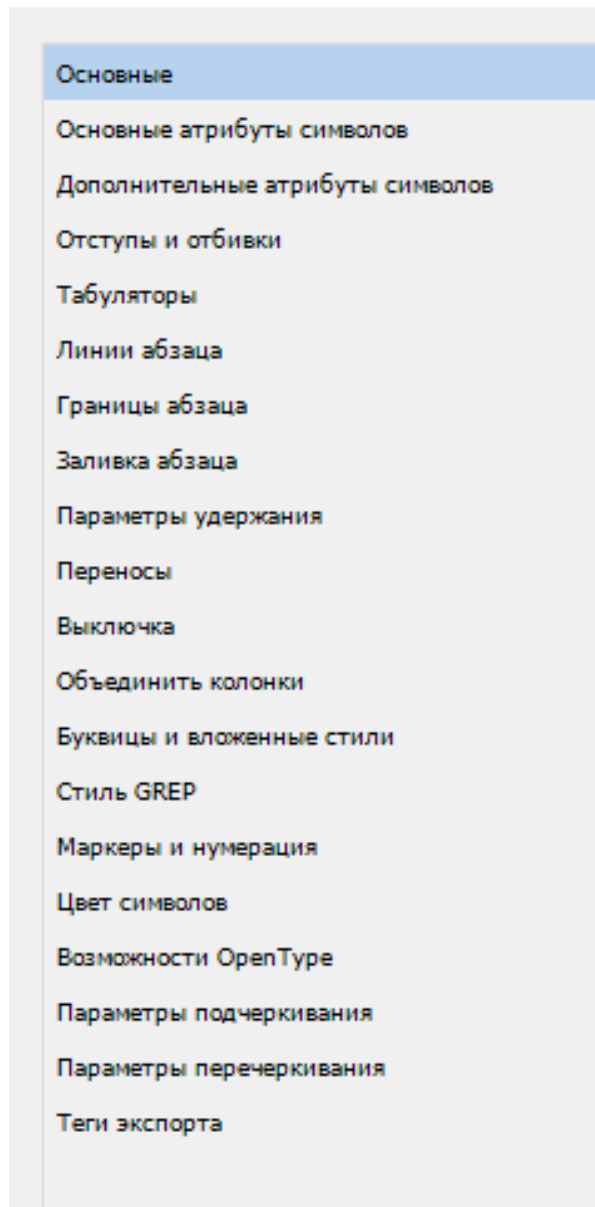 Основные
Основные атрибуты символов
Дополнительные атрибуты символов
Отступы и отбивки
Табуляторы
Линии абзаца
Границы абзаца
Заливка абзаца
Параметры удержания
Переносы
Выключка
Объединить колонки
Буквицы и вложенные стили
Стиль GREP
Маркеры и нумерация
Цвет символов
Возможности OpenType
Параметры подчеркивания
Параметры перечеркивания
Теги экспорта